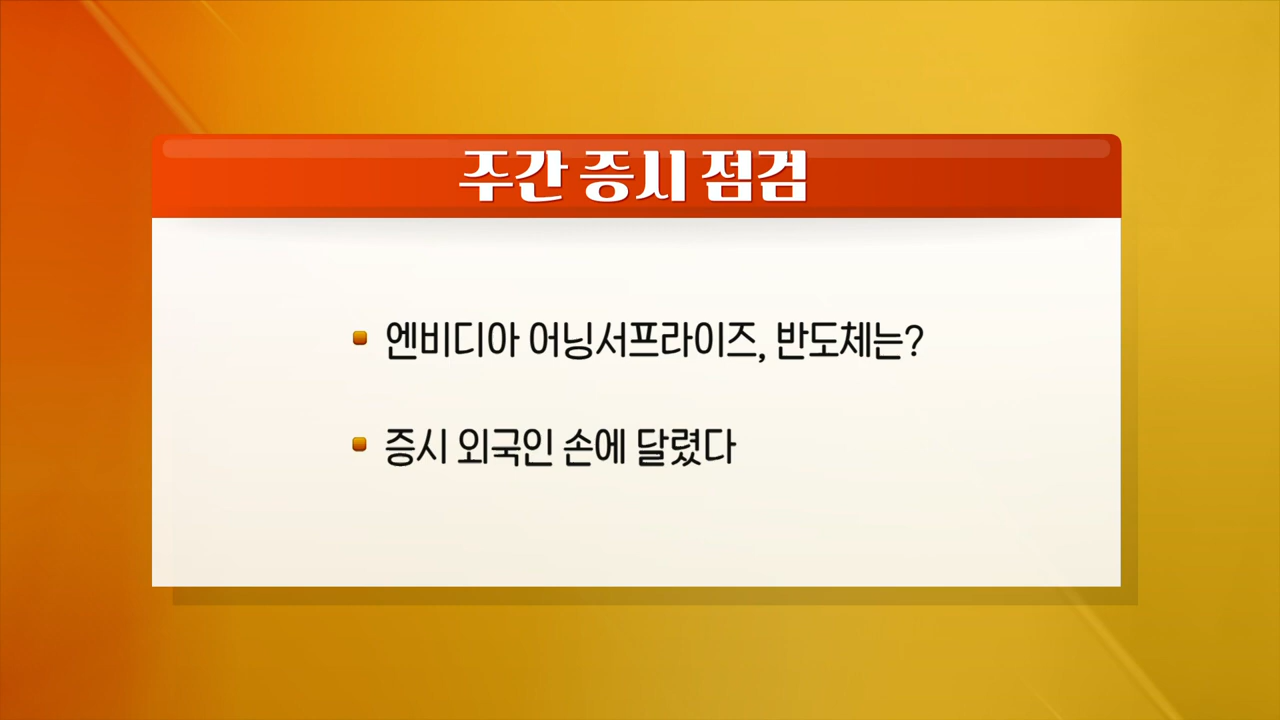 주간 증시 점검
엔비디아 어닝서프라이즈, 반도체는?
증시 외국인 손에 달렸다